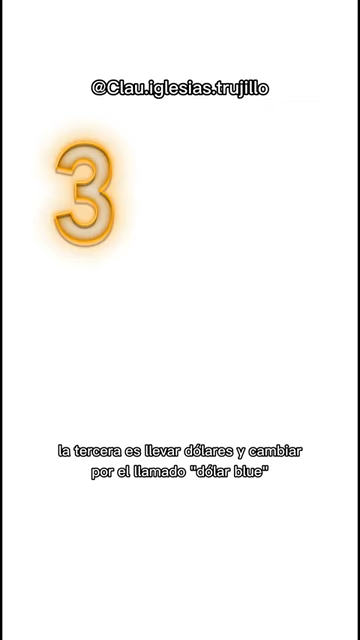 @Clau.iglesias.trujillo
3
la tercera es llevar dólares y cambiar
por el llamado "dólar blue"